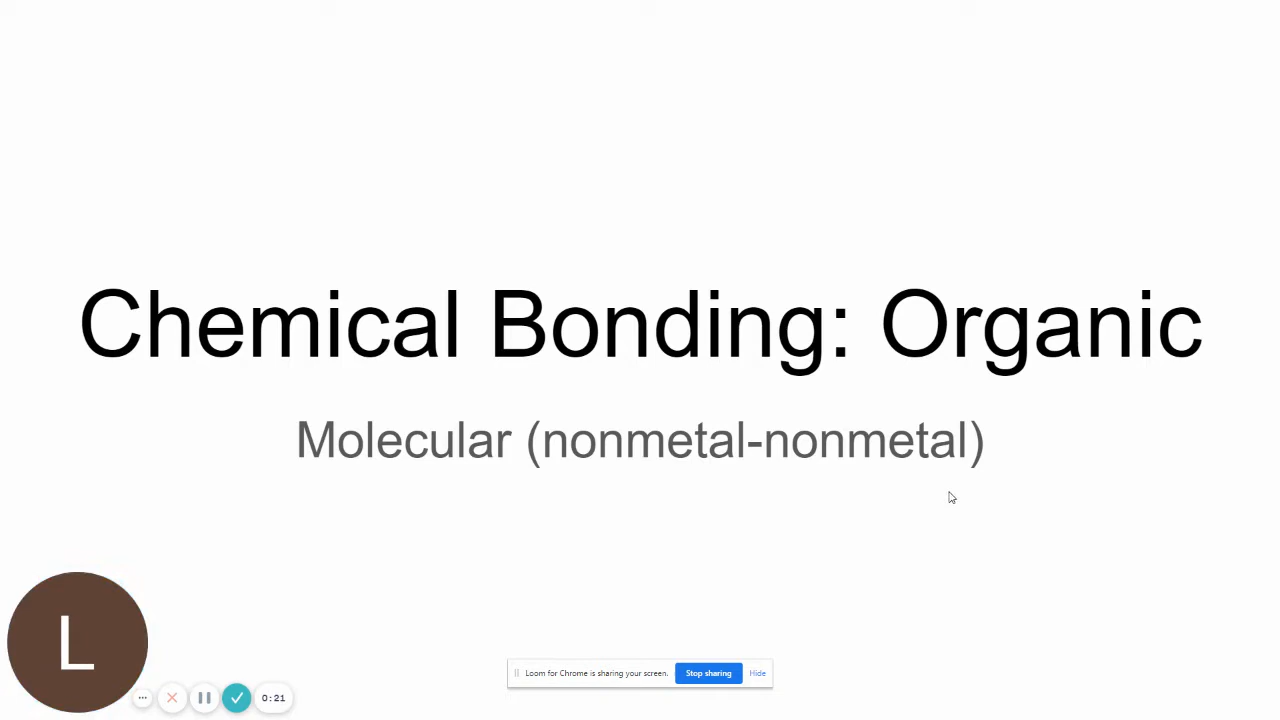 Chemical Bonding: Organic
Molecular (nonmetal-nonmetal)
L
0:21
Loom for Chrome is sharing your screen. Stop sharing Hide